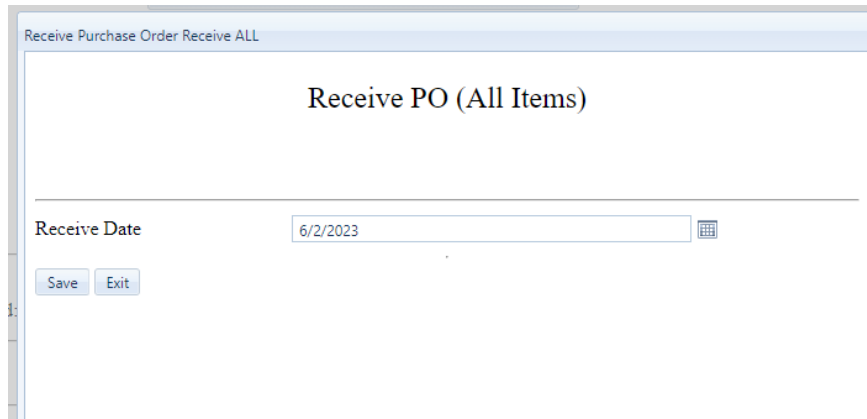 Receive Purchase Order Receive ALL
Receive PO (All Items)
Receive Date 6/2/2023
Save Exit
d: